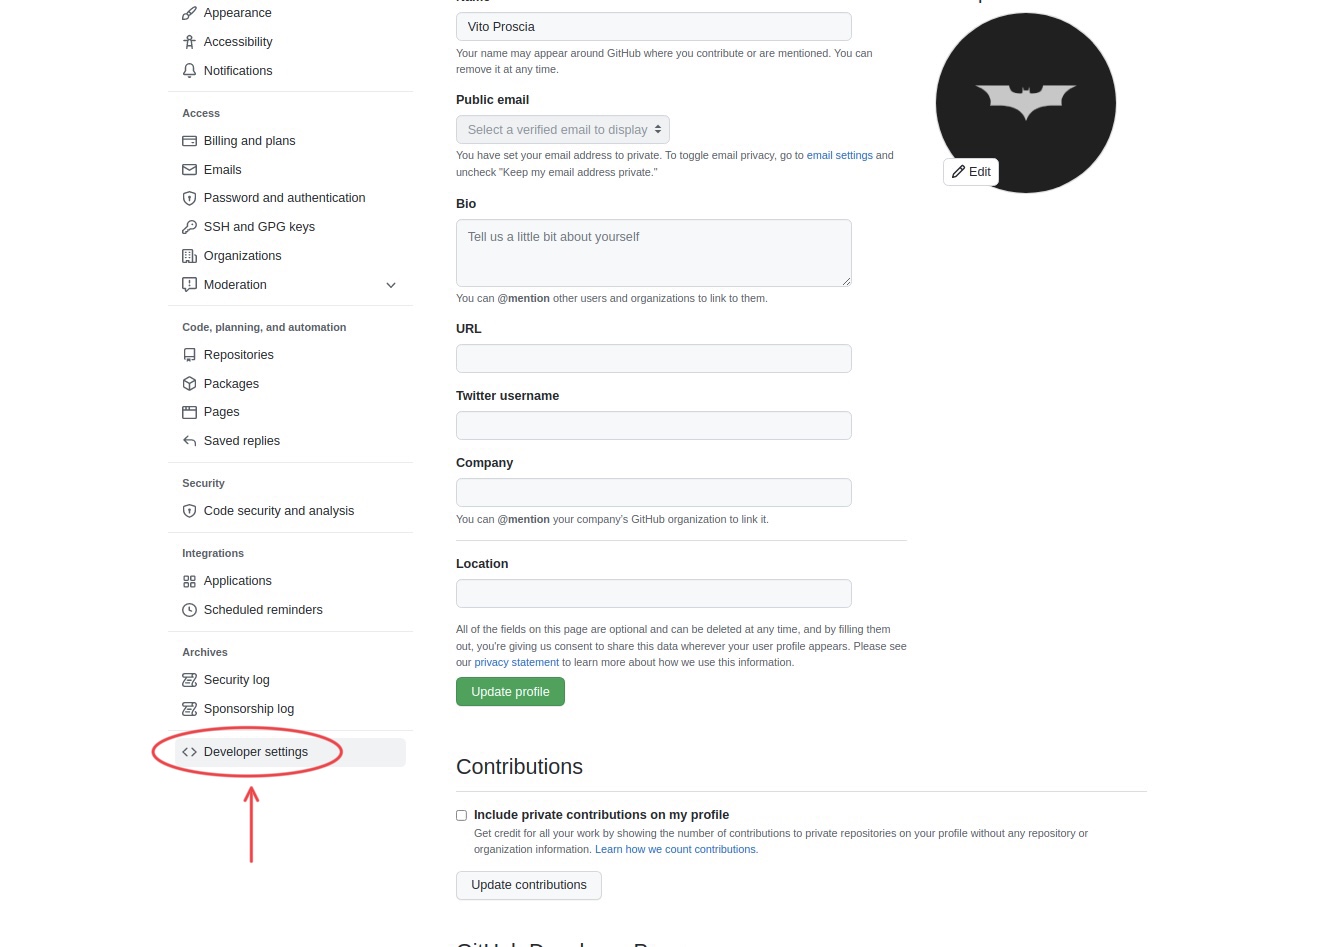 Appearance
Accessibility
Notifications
Access
Billing and plans
Emails
Password and authentication
SSH and GPG keys
Organizations
Moderation
Code, planning, and automation
Repositories
Packages
Pages
Saved replies
Security
Code security and analysis
Integrations
Applications
Scheduled reminders
Archives
Security log
Sponsorship log
Developer settings
Name
Vito Proscia
Your name may appear around GitHub where you contribute or are mentioned. You can
remove it at any time.
Public email
Select a verified email to display
You have set your email address to private. To toggle email privacy, go to email settings and
uncheck "Keep my email address private."
Bio
Tell us a little bit about yourself
You can @mention other users and organizations to link to them.
URL
Twitter username
Company
You can @mention your company's GitHub organization to link it.
Location
All of the fields on this page are optional and can be deleted at any time, and by filling them
out, you're giving us consent to share this data wherever your user profile appears. Please see
our privacy statement to learn more about how we use this information.
Update profile
Contributions
Include private contributions on my profile
Get credit for all your work by showing the number of contributions to private repositories on your profile without any repository or
organization information. Learn how we count contributions.
Update contributions
Edit